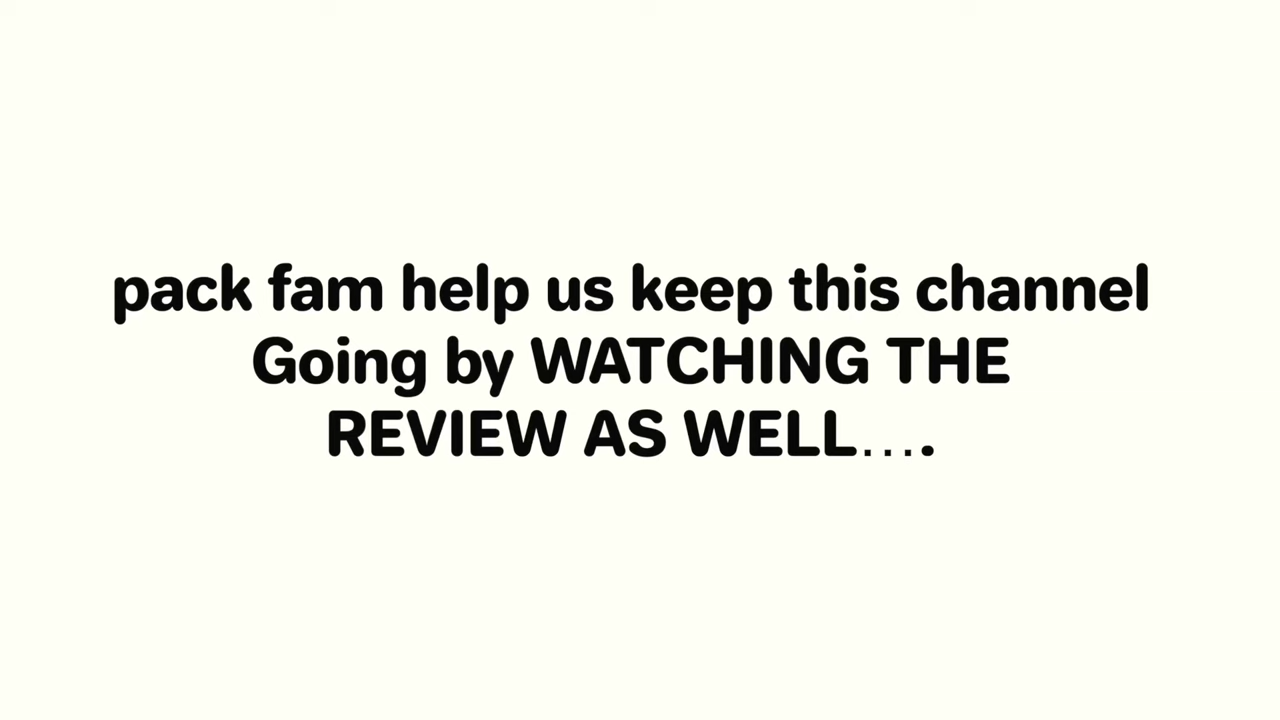 pack fam help us keep this channel
Going by WATCHING THE
REVIEW AS WELL….